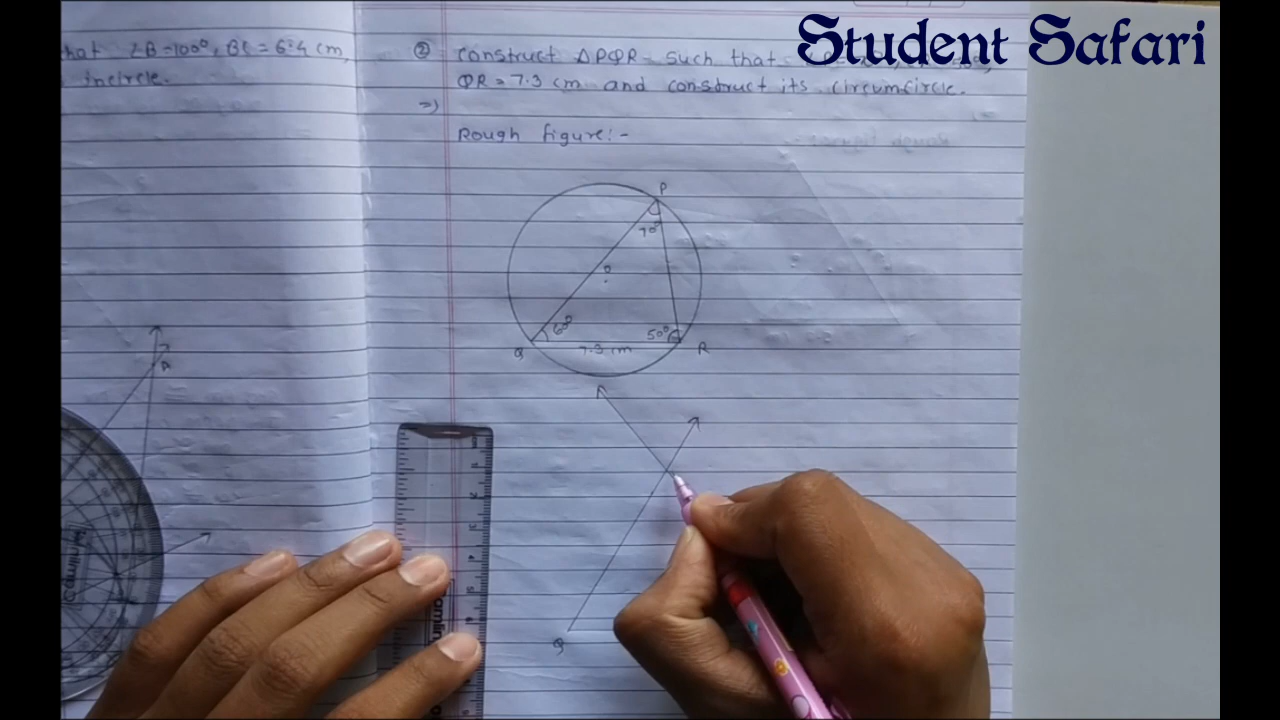 Student Safari
hat ∠B=100°, BC = 6.4 cm,
incircle.
② construct ΔPQR such that
QR = 7.3 cm and construct its circumcircle.
=)
Rough figure:-
P
70°
O
60°
50°
Q
7.3 cm
R
A
Q